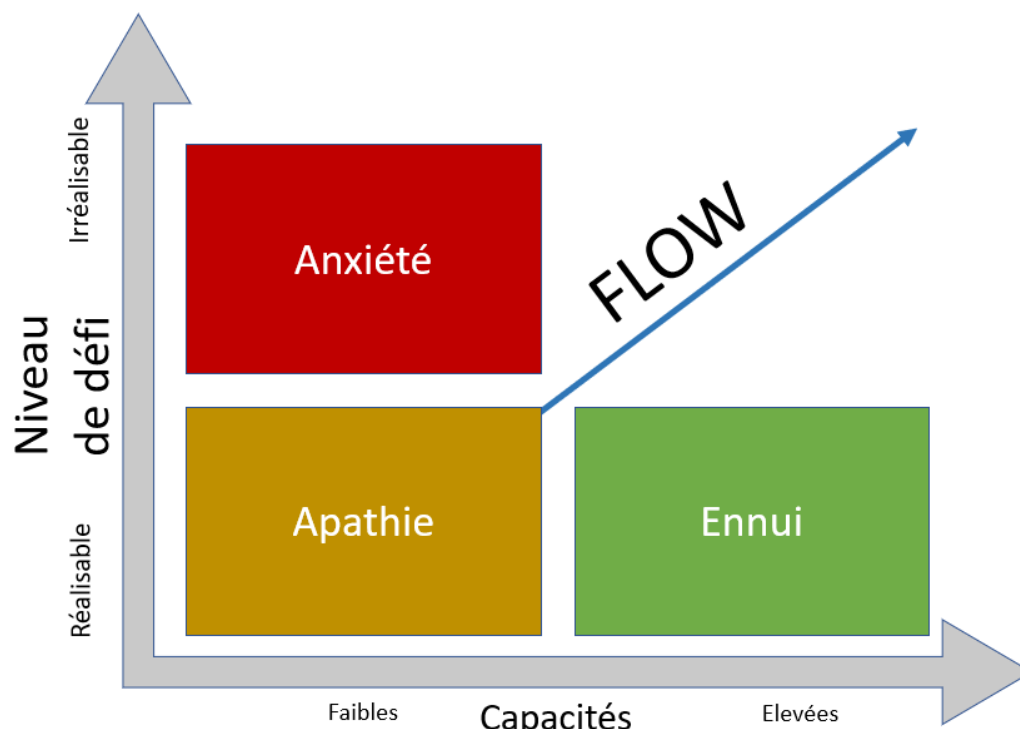 Irréalisable
Anxiété
FLOW
Niveau
de défi
Apathie
Ennui
Réalisable
Faibles
Capacités
Elevées